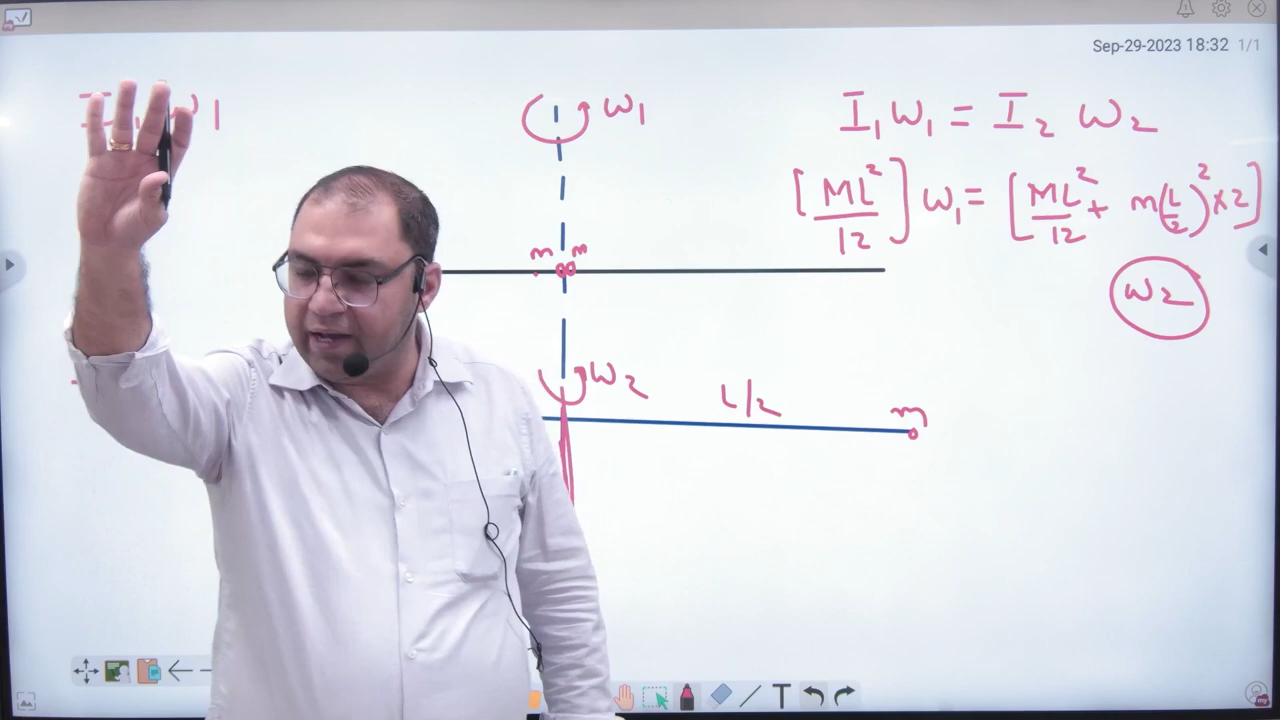 Sep-29-2023 18:32 1/1
ω1
I₁ω₁ = I₂ ω₂
[ML²/12] ω₁ = [ML²/12 + m(L/2)² × 2]
m m
ω2
ω2 L/2 m
T